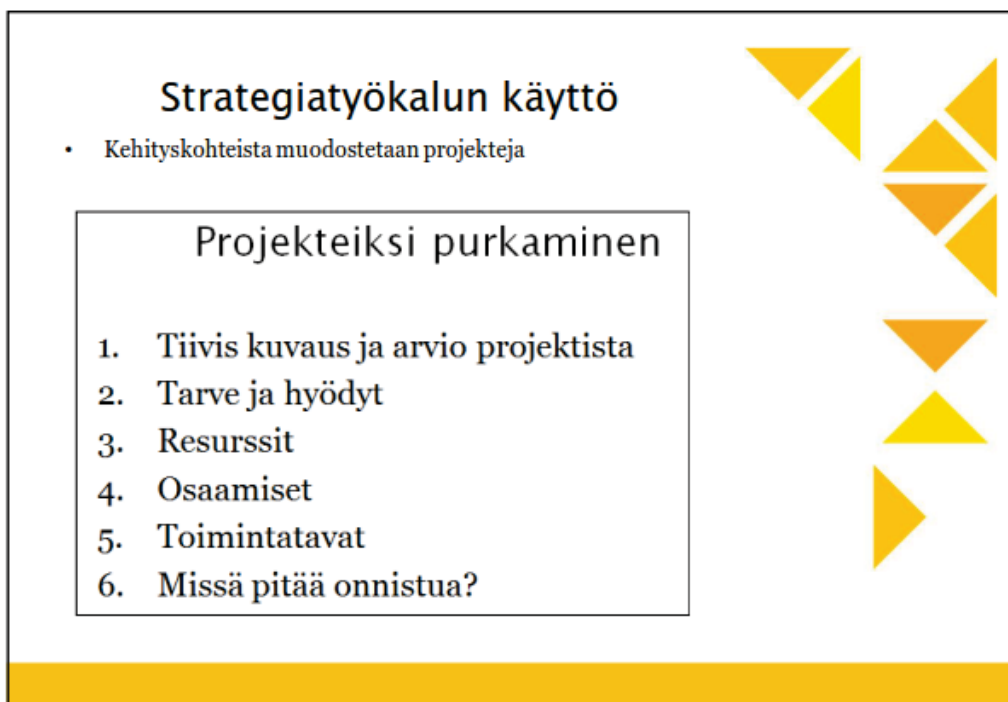 Strategiatyökalun käyttö
• Kehityskohteista muodostetaan projekteja
Projekteiksi purkaminen
1. Tiivis kuvaus ja arvio projektista
2. Tarve ja hyödyt
3. Resurssit
4. Osaamiset
5. Toimintatavat
6. Missä pitää onnistua?